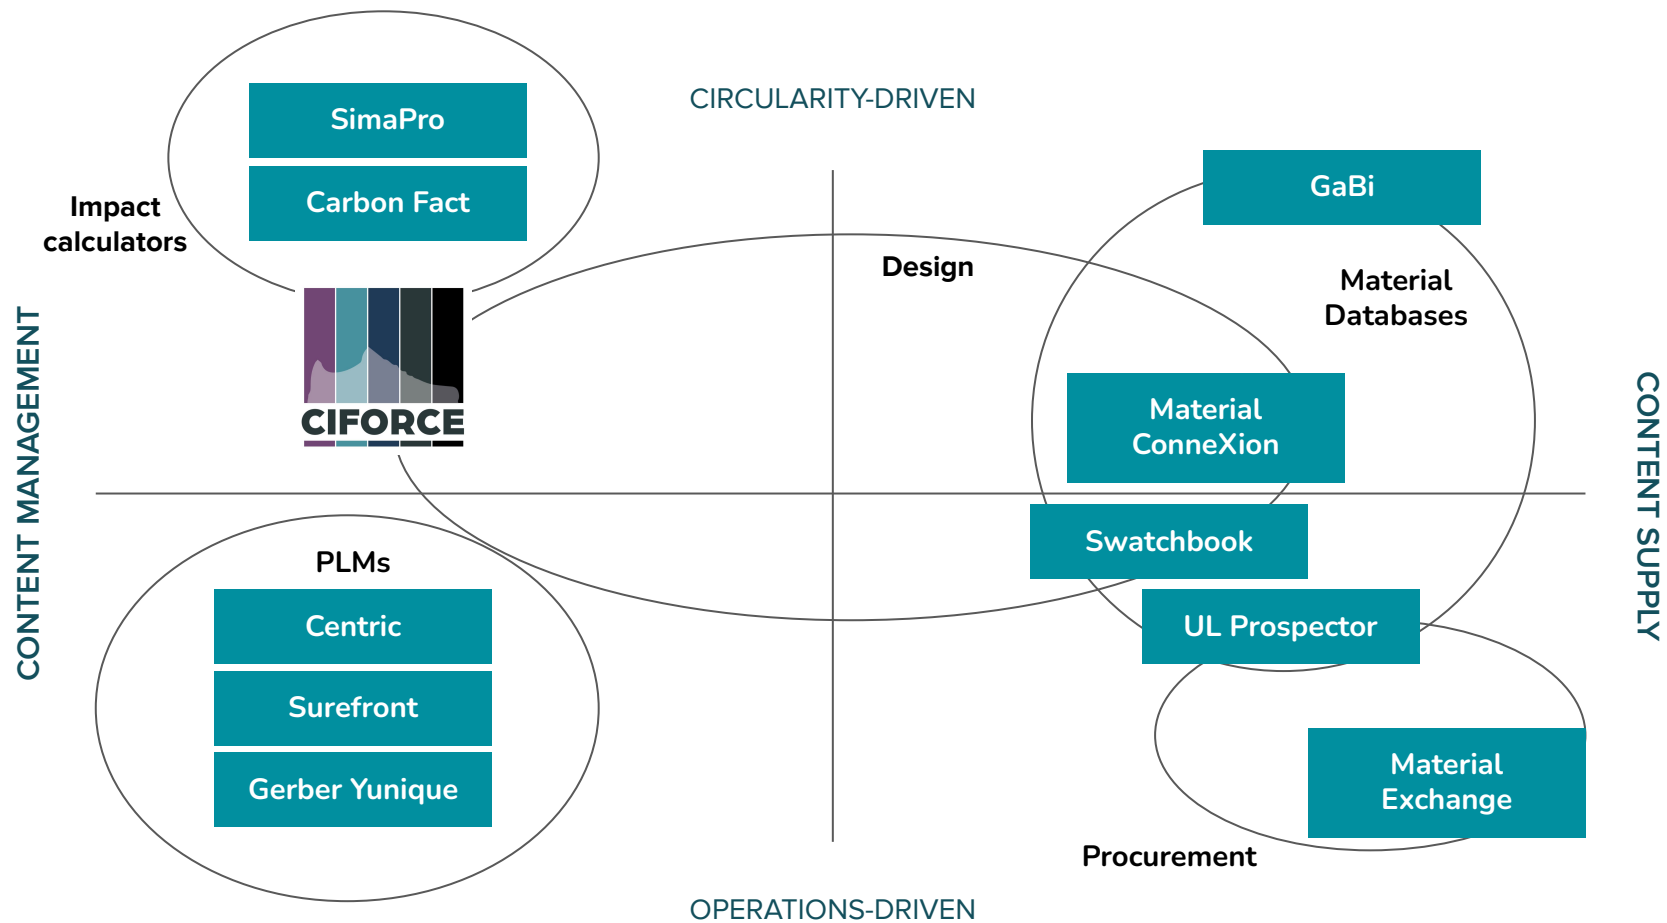 CIRCULARITY-DRIVEN
SimaPro
Carbon Fact
Impact
calculators
GaBi
Design
Material
Databases
CIFORCE
CONTENT MANAGEMENT
CONTENT SUPPLY
Material
ConneXion
Swatchbook
UL Prospector
PLMs
Centric
Surefront
Gerber Yunique
Material
Exchange
Procurement
OPERATIONS-DRIVEN